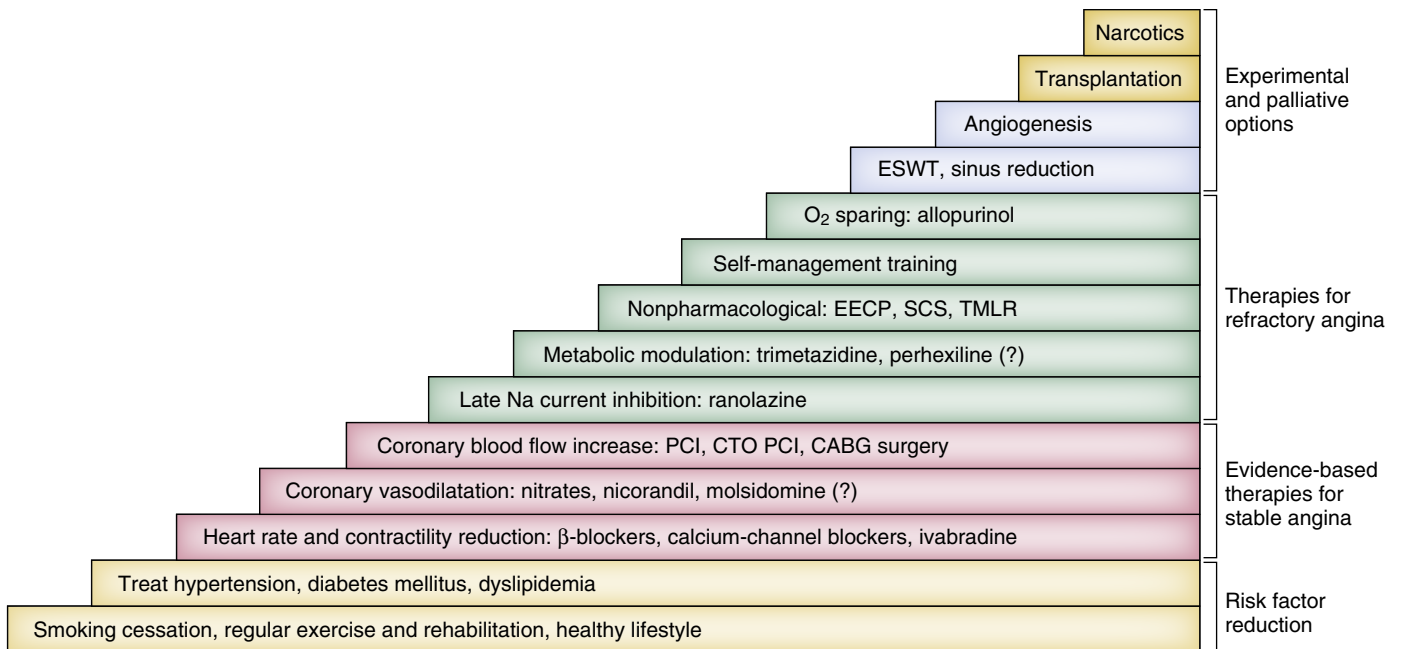 Narcotics
Transplantation
Angiogenesis
ESWT, sinus reduction
Experimental
and palliative
options
O₂ sparing: allopurinol
Self-management training
Nonpharmacological: EECP, SCS, TMLR
Metabolic modulation: trimetazidine, perhexiline (?)
Late Na current inhibition: ranolazine
Therapies for
refractory angina
Coronary blood flow increase: PCI, CTO PCI, CABG surgery
Coronary vasodilatation: nitrates, nicorandil, molsidomine (?)
Heart rate and contractility reduction: β-blockers, calcium-channel blockers, ivabradine
Evidence-based
therapies for
stable angina
Treat hypertension, diabetes mellitus, dyslipidemia
Smoking cessation, regular exercise and rehabilitation, healthy lifestyle
Risk factor
reduction